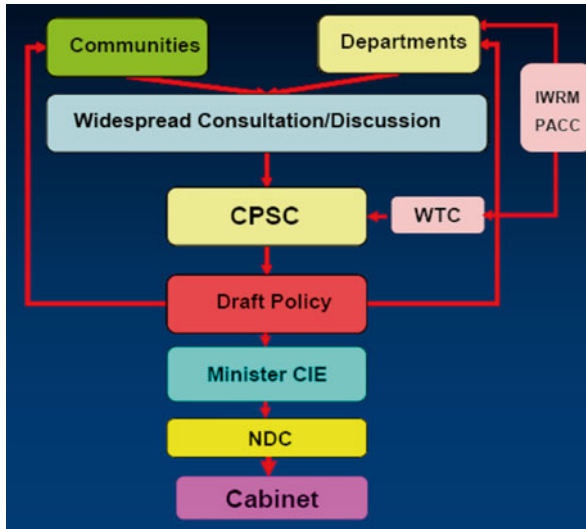 Communities
Departments
IWRM
PACC
Widespread Consultation/Discussion
CPSC
WTC
Draft Policy
Minister CIE
NDC
Cabinet